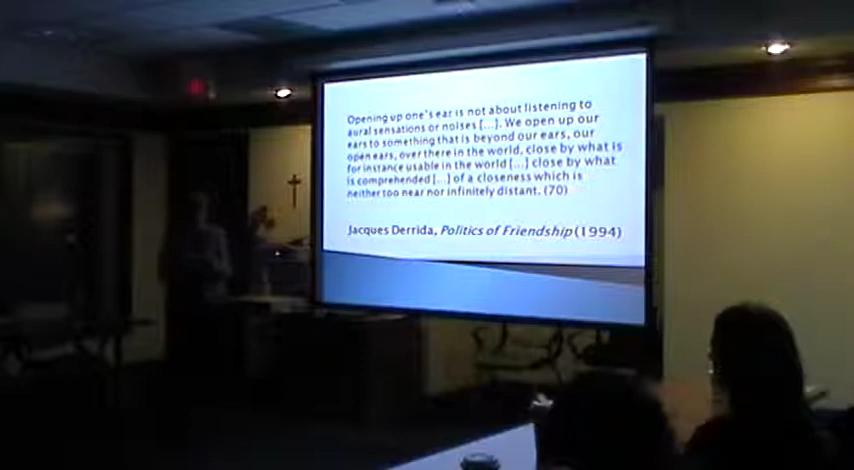 Opening up one's ear is not about listening to
aural sensations or noises [...]. We open up our
ears to something that is beyond our ears, our
open ears, over there in the world, close by what is
for instance usable in the world [...] close by what
is comprehended [...] of a closeness which is
neither too near nor infinitely distant. (70)
Jacques Derrida, Politics of Friendship (1994)